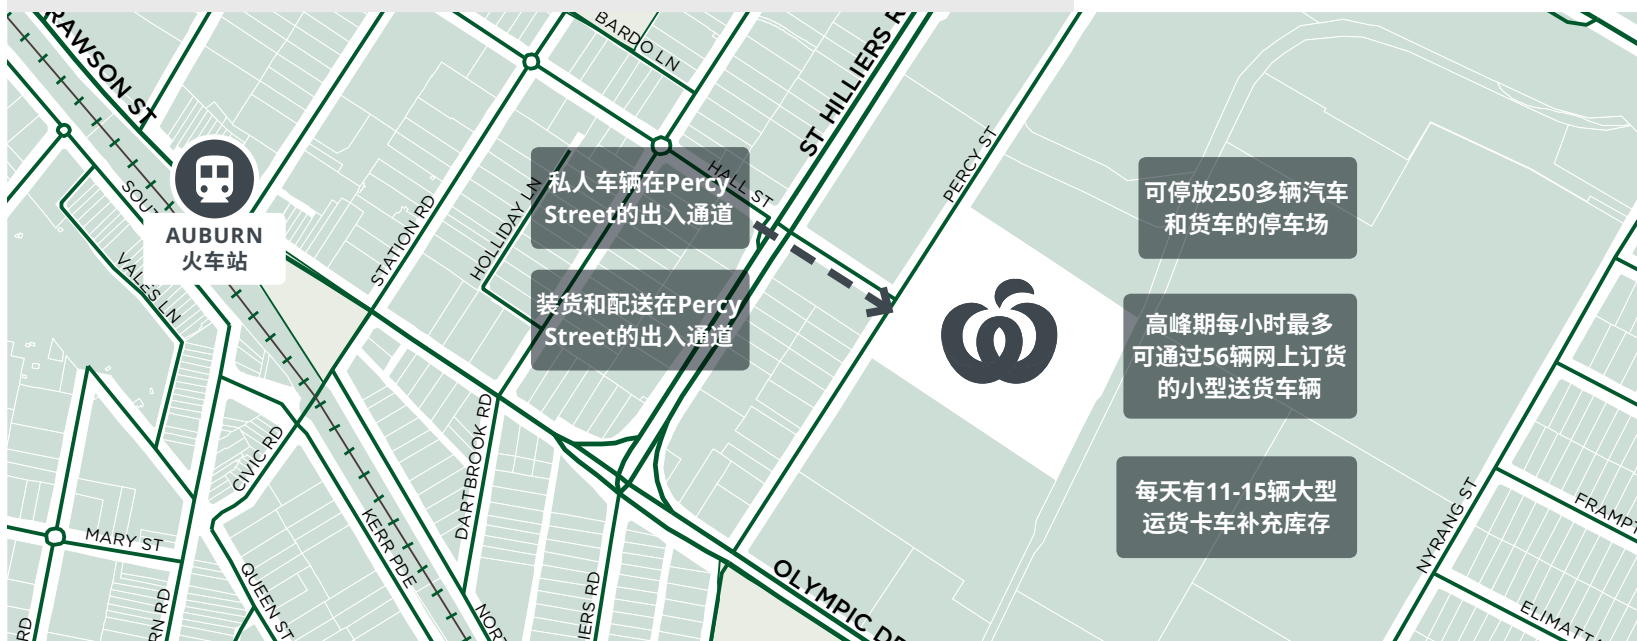 RAWSON ST
BARDO LN
ST HILLIERS R
PERCY ST
HALL ST
HOLLIDAY LN
STATION RD
私人车辆在Percy
Street的出入通道
可停放250多辆汽车
和货车的停车场
AUBURN
火车站
SOUT
VALES LN
装货和配送在Percy
Street的出入通道
高峰期每小时最多
可通过56辆网上订货
的小型送货车辆
CIVIC RD
DARTBROOK RD
每天有11-15辆大型
运货卡车补充库存
NYRANG ST
FRAMPT
MARY ST
KERR PDE
QUEEN ST
OLYMPIC DR
NORT
IERS RD
RN RD
RD
ELIMATTA